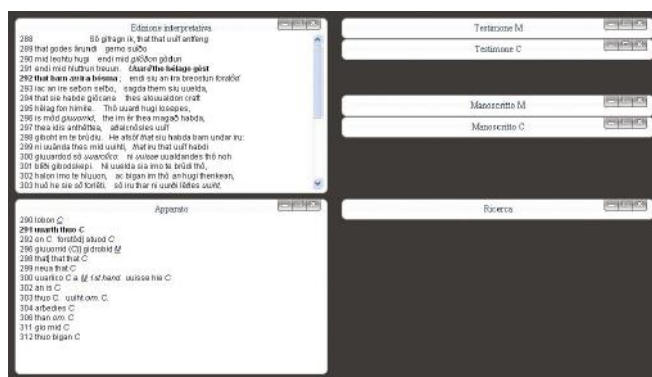 Edizione interpretativa
288 Sô gifragn ik, that that uuîf antfeng
289 that godes ârundi gerno suîðo
290 mid leohtu hugi endi mid gilôƀon gôdun
291 endi mid hluttrun treuun. Uuarð the hêlago gêst
292 that barn an ira bôsma; endi siu an ira breostun forstôd
293 iac an ire seƀon selƀo, sagda them siu uuelda,
294 that sie habde giôcana thes alouualdon craft
295 hêlag fon himile. Thô uuarð hugi Iosepes,
296 is môd giuuorrid, the im êr thea magað habda,
297 thea idis anthêttea, aðalcnôsles uuîf
298 giboht im te brûdiu. He afsôf that siu habda barn undar iru:
299 ni uuânda thes mid uuihti, that iru that uuîf habdi
300 giuuardod sô uuarolîco: ni uuisse uualdandes thô noh
301 blîði gibodskepi. Ni uuelda sia imo te brûdi thô,
302 halon imo te hîuuon, ac bigan im thô an hugi thenkean,
303 huô he sie sô forlêti, sô iru thar ni uurði lêðes uuiht,
Apparato
290 lobon C
291 uuarth thuo C
292 an C forstôd] stuod C
296 giuuorrid (C)] gidrobid M
298 that] that that C
299 neua that C
300 uuarlico C a M 1st hand. uuisse hie C
302 an is C
303 thuo C. uuiht om. C.
304 arbedies C
306 than om. C
311 gio mid C
312 thuo bigan C
Testimone M
Testimone C
Manoscritto M
Manoscritto C
Ricerca